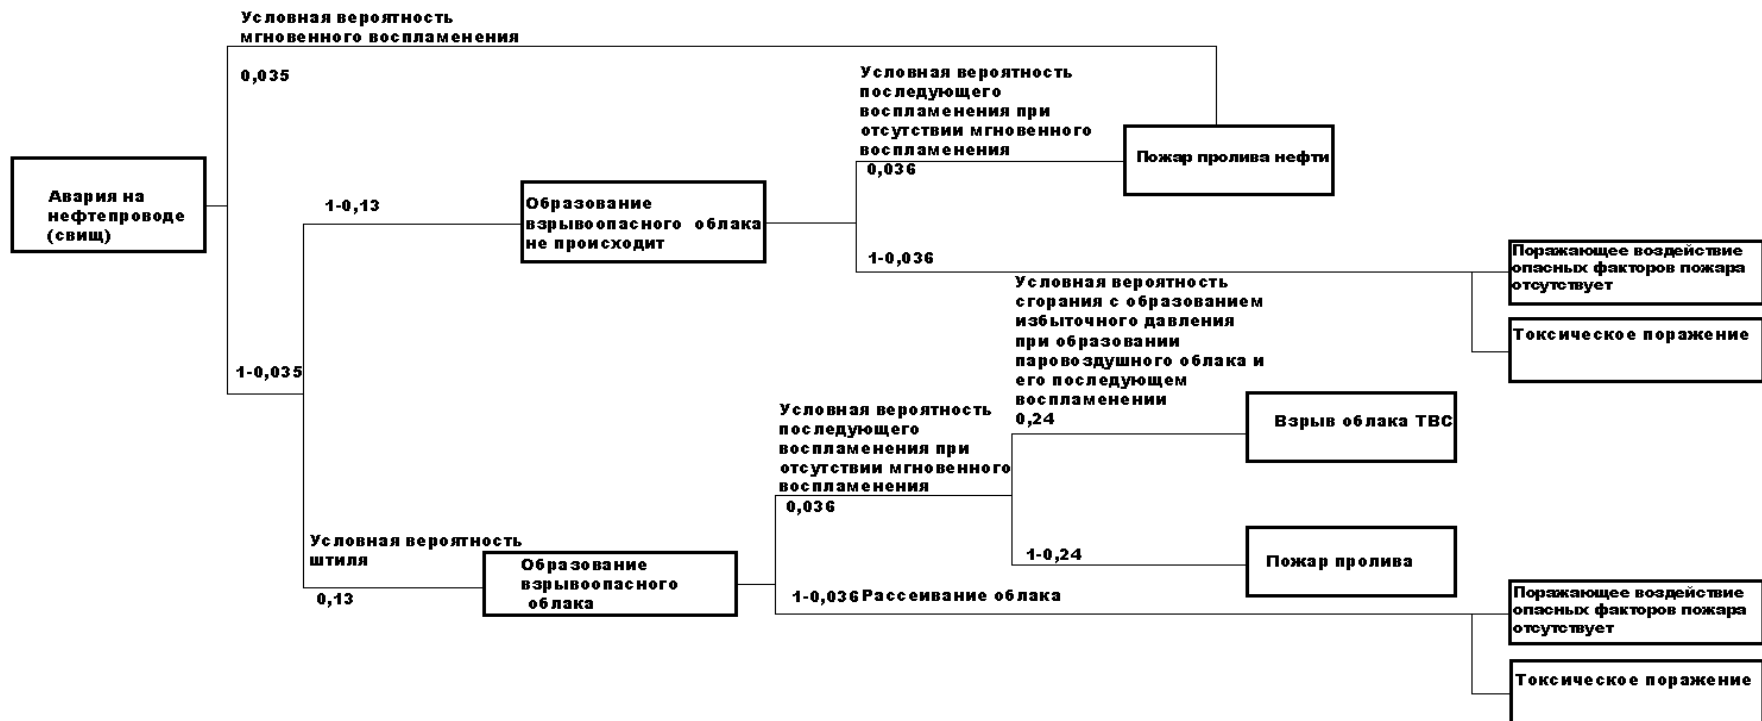 Условная вероятность
мгновенного воспламенения
0,035
Авария на
нефтепроводе
(свищ)
1-0,035
1-0,13
Образование
взрывоопасного облака
не происходит
Условная вероятность
последующего
воспламенения при
отсутствии мгновенного
воспламенения
0,036
Пожар пролива нефти
1-0,036
Поражающее воздействие
опасных факторов пожара
отсутствует
Токсическое поражение
Условная вероятность
сгорания с образованием
избыточного давления
при образовании
паровоздушного облака и
его последующем
воспламенении
0,24
Взрыв облака ТВС
Условная вероятность
последующего
воспламенения при
отсутствии мгновенного
воспламенения
0,036
1-0,24
Пожар пролива
Условная вероятность
штиля
0,13
Образование
взрывоопасного
облака
1-0,036 Рассеивание облака
Поражающее воздействие
опасных факторов пожара
отсутствует
Токсическое поражение